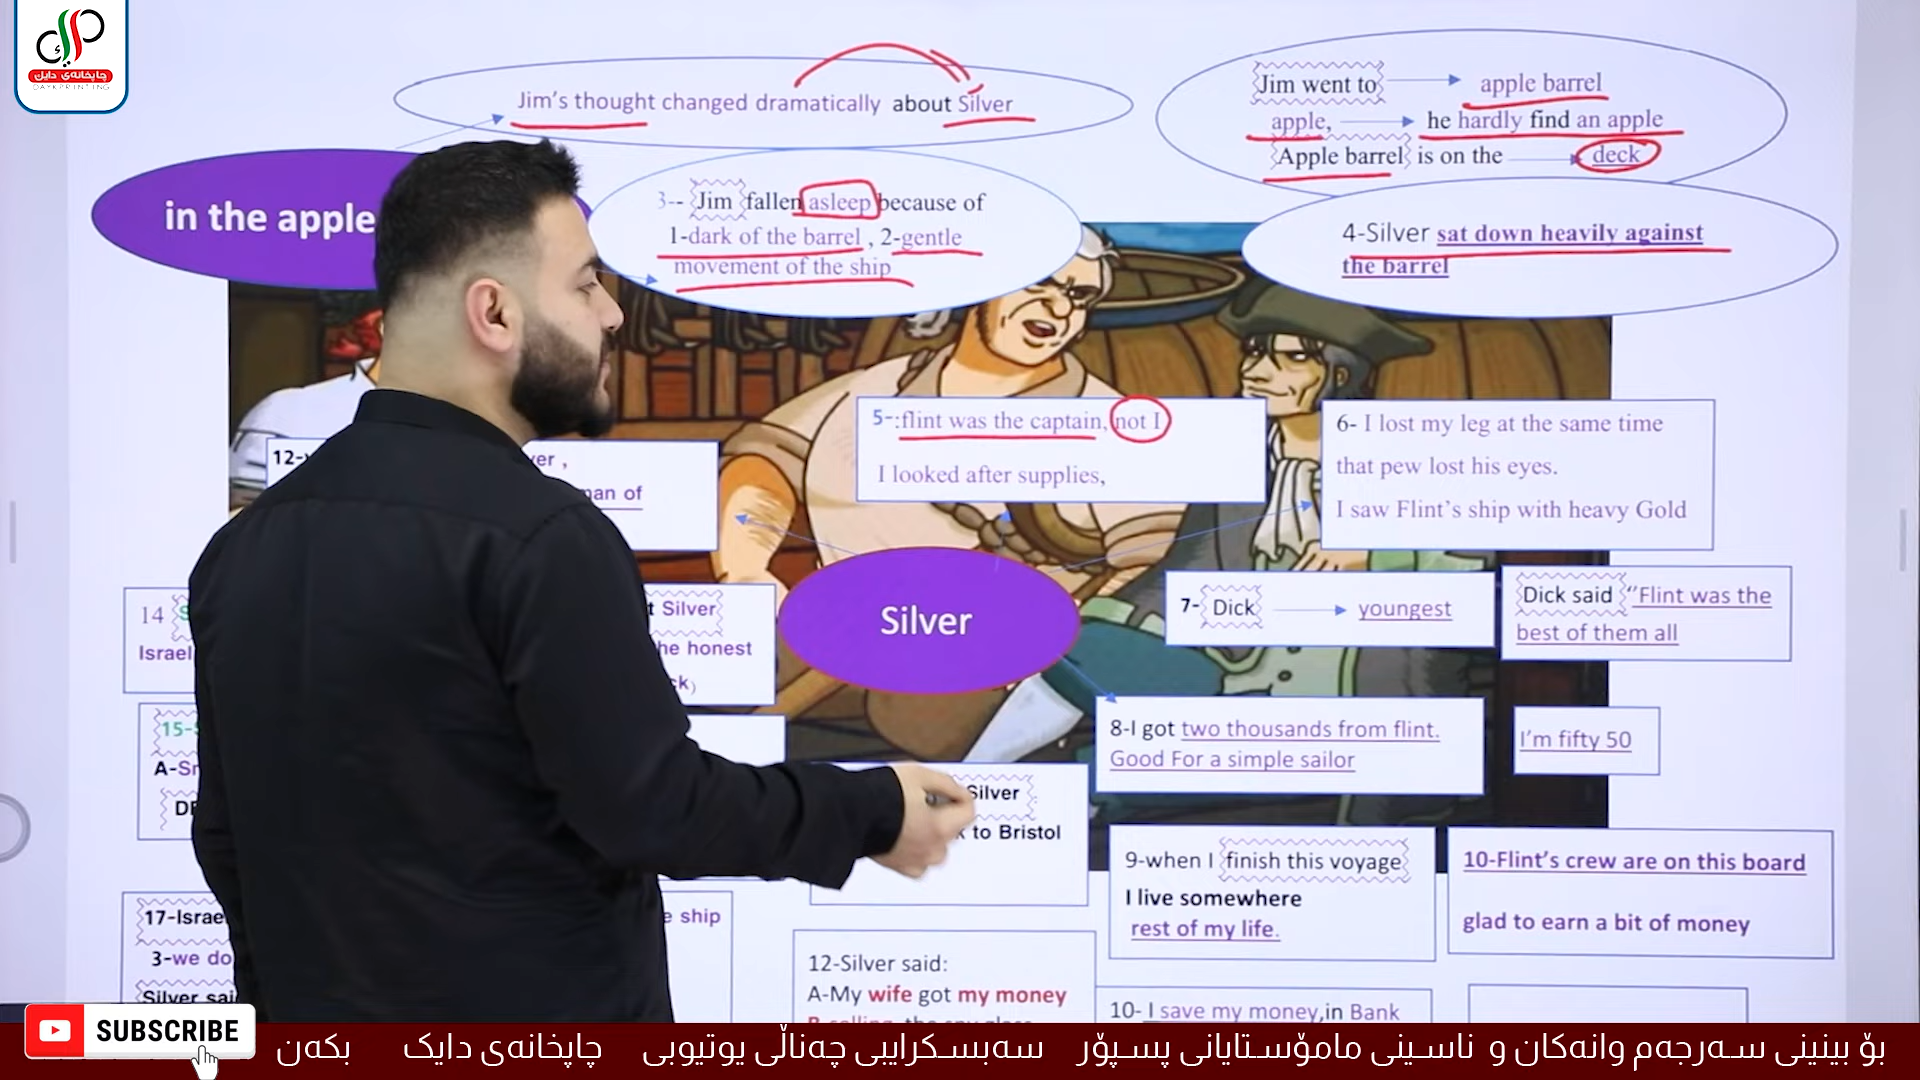 چاپخانەی دایک
DAYKPRINTING
Jim's thought changed dramatically about Silver
Jim went to apple barrel
apple, he hardly find an apple
Apple barrel is on the deck
in the apple
3-- Jim fallen asleep because of
1-dark of the barrel , 2-gentle
movement of the ship
4-Silver sat down heavily against
the barrel
5-:flint was the captain, not I
I looked after supplies,
6- I lost my leg at the same time
that pew lost his eyes.
I saw Flint's ship with heavy Gold
12-
ver ,
man of
Silver
7- Dick youngest
Dick said "Flint was the
best of them all
14
Israel
t Silver
he honest
ck)
8-I got two thousands from flint.
Good For a simple sailor
I'm fifty 50
15-
A-Sm
Silver
to Bristol
9-when I finish this voyage
I live somewhere
rest of my life.
10-Flint's crew are on this board
glad to earn a bit of money
17-Israe
3-we do
Silver sai
e ship
12-Silver said:
A-My wife got my money
10- I save my money,in Bank
SUBSCRIBE
بۆ بینینی سەرجەم وانەکان و ناسینی مامۆستایانی پسپۆر سەبسکرایبی چەناڵی یوتیوبی چاپخانەی دایک بکەن